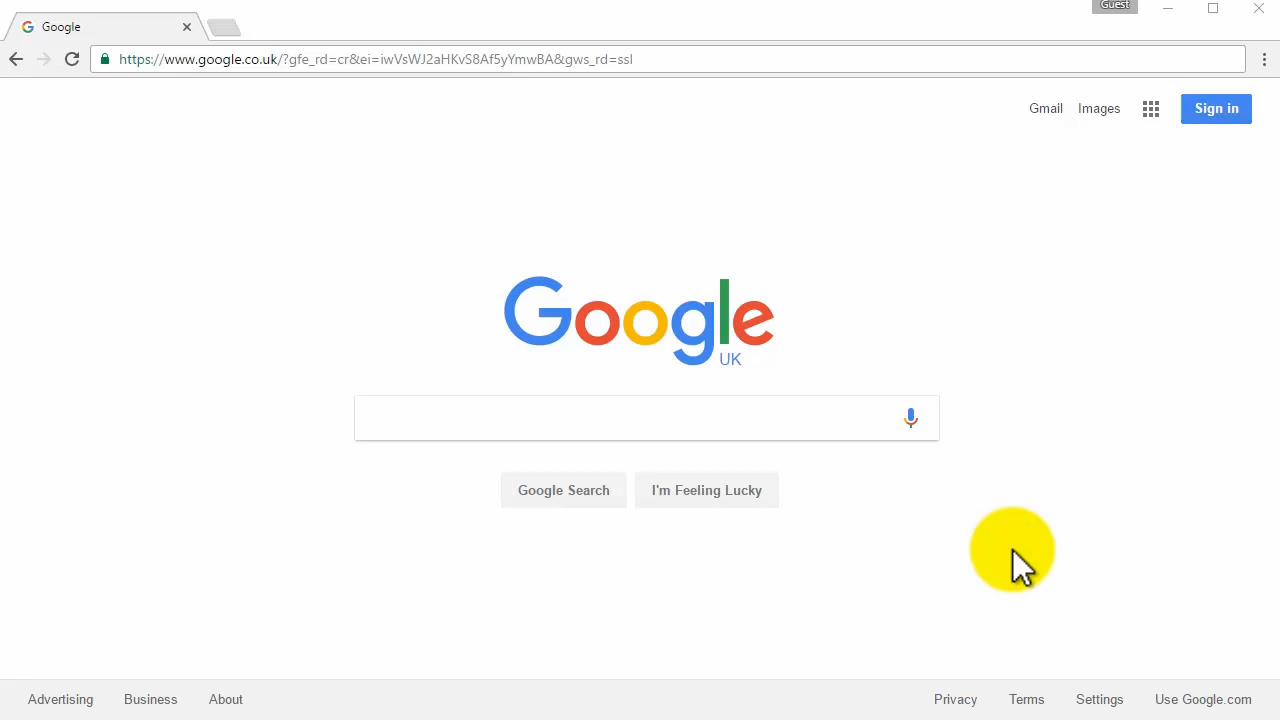 Guest
Google
https://www.google.co.uk/?gfe_rd=cr&ei=iwVsWJ2aHKvS8Af5yYmwBA&gws_rd=ssl
Gmail Images Sign in
Google
UK
Google Search I'm Feeling Lucky
Advertising Business About Privacy Terms Settings Use Google.com